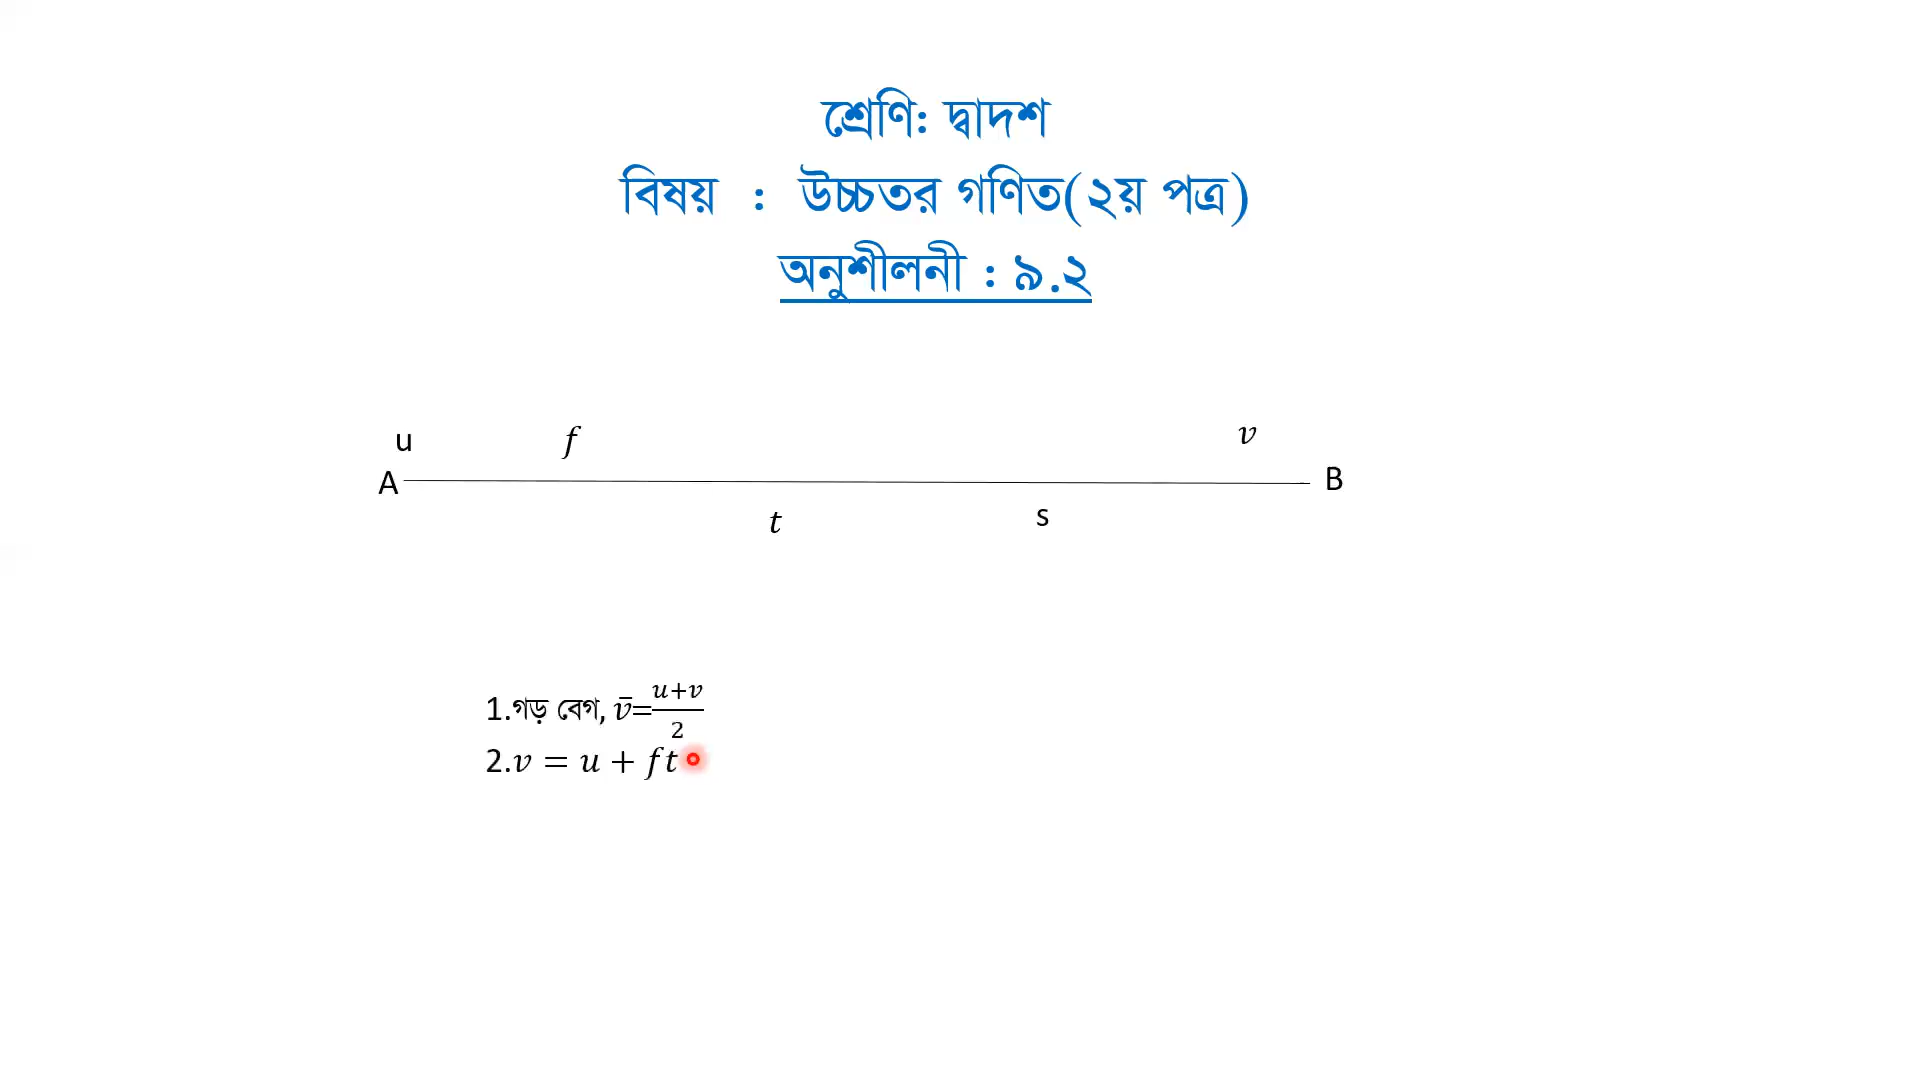 শ্রেণি: দ্বাদশ
বিষয় : উচ্চতর গণিত(২য় পত্র)
অনুশীলনী : ৯.২
u f v
A B
t s
1.গড় বেগ, v̄=u+v/2
2.v = u + ft